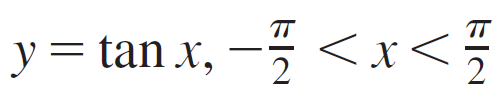 y = tan x, −π/2 < x < π/2